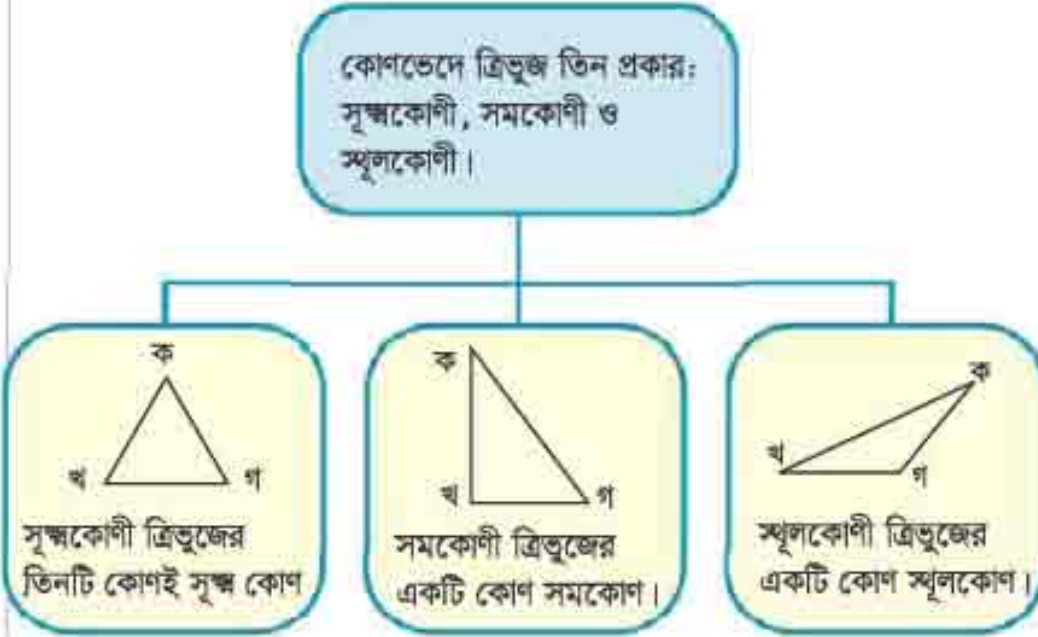 কোণভেদে ত্রিভুজ তিন প্রকার:
সূক্ষ্মকোণী, সমকোণী ও
স্থূলকোণী।
ক
খ
গ
সূক্ষ্মকোণী ত্রিভুজের
তিনটি কোণই সূক্ষ্ম কোণ
ক
খ
গ
সমকোণী ত্রিভুজের
একটি কোণ সমকোণ।
ক
খ
গ
স্থূলকোণী ত্রিভুজের
একটি কোণ স্থূলকোণ।